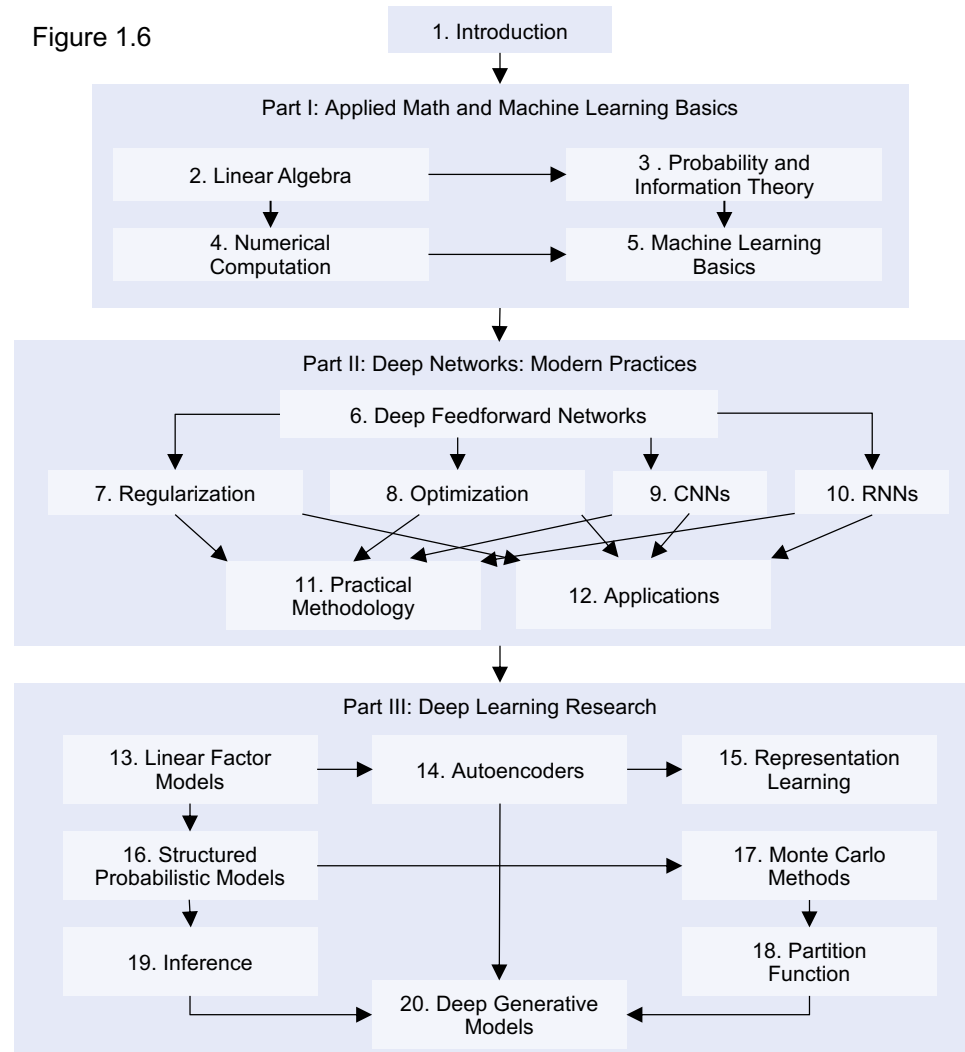 Figure 1.6
1. Introduction
Part I: Applied Math and Machine Learning Basics
2. Linear Algebra
3 . Probability and
Information Theory
4. Numerical
Computation
5. Machine Learning
Basics
Part II: Deep Networks: Modern Practices
6. Deep Feedforward Networks
7. Regularization
8. Optimization
9. CNNs
10. RNNs
11. Practical
Methodology
12. Applications
Part III: Deep Learning Research
13. Linear Factor
Models
14. Autoencoders
15. Representation
Learning
16. Structured
Probabilistic Models
17. Monte Carlo
Methods
19. Inference
18. Partition
Function
20. Deep Generative
Models